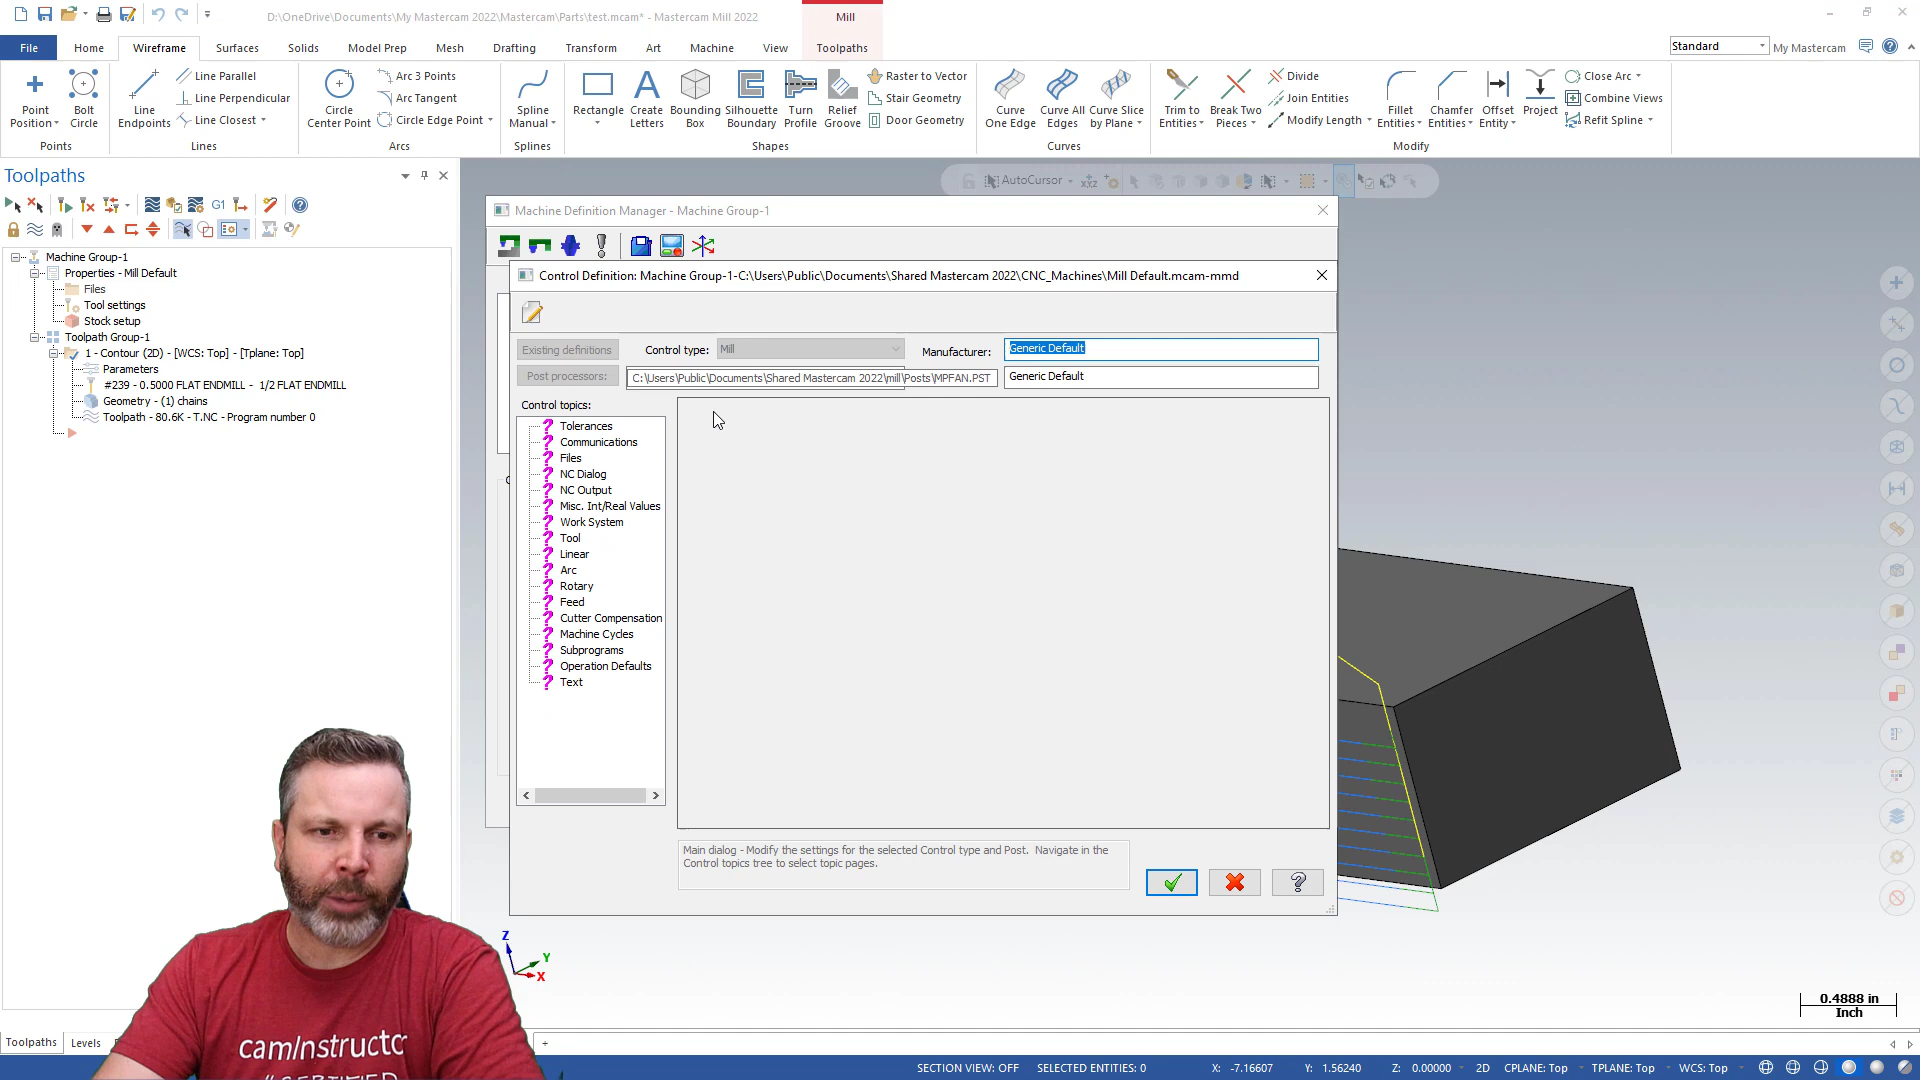 D:\OneDrive\Documents\My Mastercam 2022\Mastercam\Parts\test.mcam* - Mastercam Mill 2022
Mill
File Home Wireframe Surfaces Solids Model Prep Mesh Drafting Transform Art Machine View Toolpaths
Standard My Mastercam
Point Position
Bolt Circle
Points
Line Endpoints
Line Parallel
Line Perpendicular
Line Closest
Lines
Circle Center Point
Arc 3 Points
Arc Tangent
Circle Edge Point
Arcs
Spline Manual
Splines
Rectangle
Create Letters
Bounding Box
Silhouette Boundary
Turn Profile
Relief Groove
Raster to Vector
Stair Geometry
Door Geometry
Shapes
Curve One Edge
Curve All Edges
Curve Slice by Plane
Curves
Trim to Entities
Break Two Pieces
Divide
Join Entities
Modify Length
Fillet Entities
Chamfer Entities
Offset Entity
Project
Close Arc
Combine Views
Refit Spline
Modify
Toolpaths
G1
Machine Group-1
Properties - Mill Default
Files
Tool settings
Stock setup
Toolpath Group-1
1 - Contour (2D) - [WCS: Top] - [Tplane: Top]
Parameters
#239 - 0.5000 FLAT ENDMILL - 1/2 FLAT ENDMILL
Geometry - (1) chains
Toolpath - 80.6K - T.NC - Program number 0
AutoCursor
Machine Definition Manager - Machine Group-1
Control Definition: Machine Group-1-C:\Users\Public\Documents\Shared Mastercam 2022\CNC_Machines\Mill Default.mcam-mmd
Existing definitions
Control type: Mill
Manufacturer: Generic Default
Post processors:
C:\Users\Public\Documents\Shared Mastercam 2022\mill\Posts\MPFAN.PST
Generic Default
Control topics:
Tolerances
Communications
Files
NC Dialog
NC Output
Misc. Int/Real Values
Work System
Tool
Linear
Arc
Rotary
Feed
Cutter Compensation
Machine Cycles
Subprograms
Operation Defaults
Text
Main dialog - Modify the settings for the selected Control type and Post. Navigate in the
Control topics tree to select topic pages.
Z
Y
X
0.4888 in
Inch
camInstructo
Toolpaths Levels
SECTION VIEW: OFF SELECTED ENTITIES: 0 X: -7.16607 Y: 1.56240 Z: 0.00000 2D CPLANE: Top TPLANE: Top WCS: Top